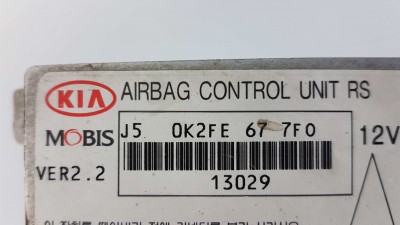 KIA AIRBAG CONTROL UNIT RS
MOBIS J5 0K2FE 67 7F0 12V
VER2.2 13029